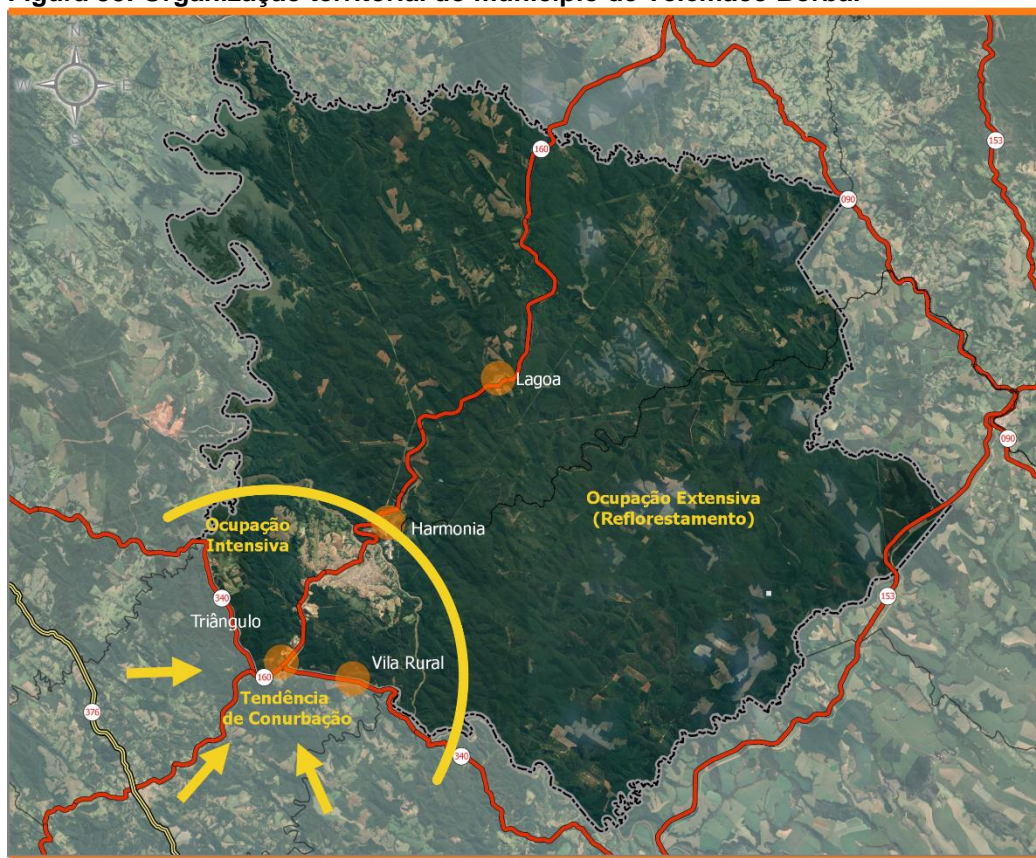 Figura 35. Organização territorial do Município de Telêmaco Borba.
N
W
E
S
160
153
090
Lagoa
090
Ocupação
Intensiva
Harmonia
Ocupação Extensiva
(Reflorestamento)
340
153
Triângulo
Vila Rural
160
Tendência
de Conurbação
376
340